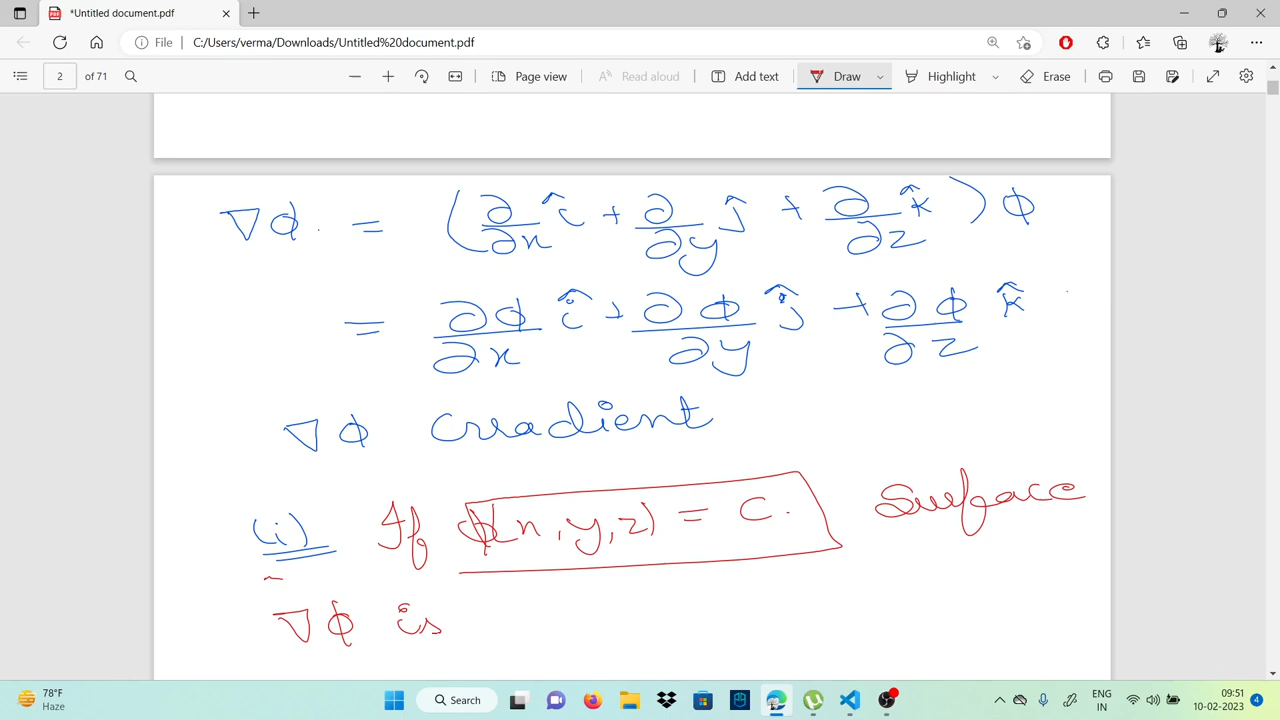 *Untitled document.pdf
File C:/Users/verma/Downloads/Untitled%20document.pdf
2 of 71 Page view Read aloud Add text Draw Highlight Erase
∇ϕ. = (∂/∂x î + ∂/∂y ĵ + ∂/∂z k̂) ϕ
= ∂ϕ/∂x î + ∂ϕ/∂y ĵ + ∂ϕ/∂z k̂
∇ϕ Gradient
(i) If ϕ(x, y, z) = C. Surface
∇ϕ is
78°F
Haze
Search
ENG
IN
09:51
10-02-2023
4